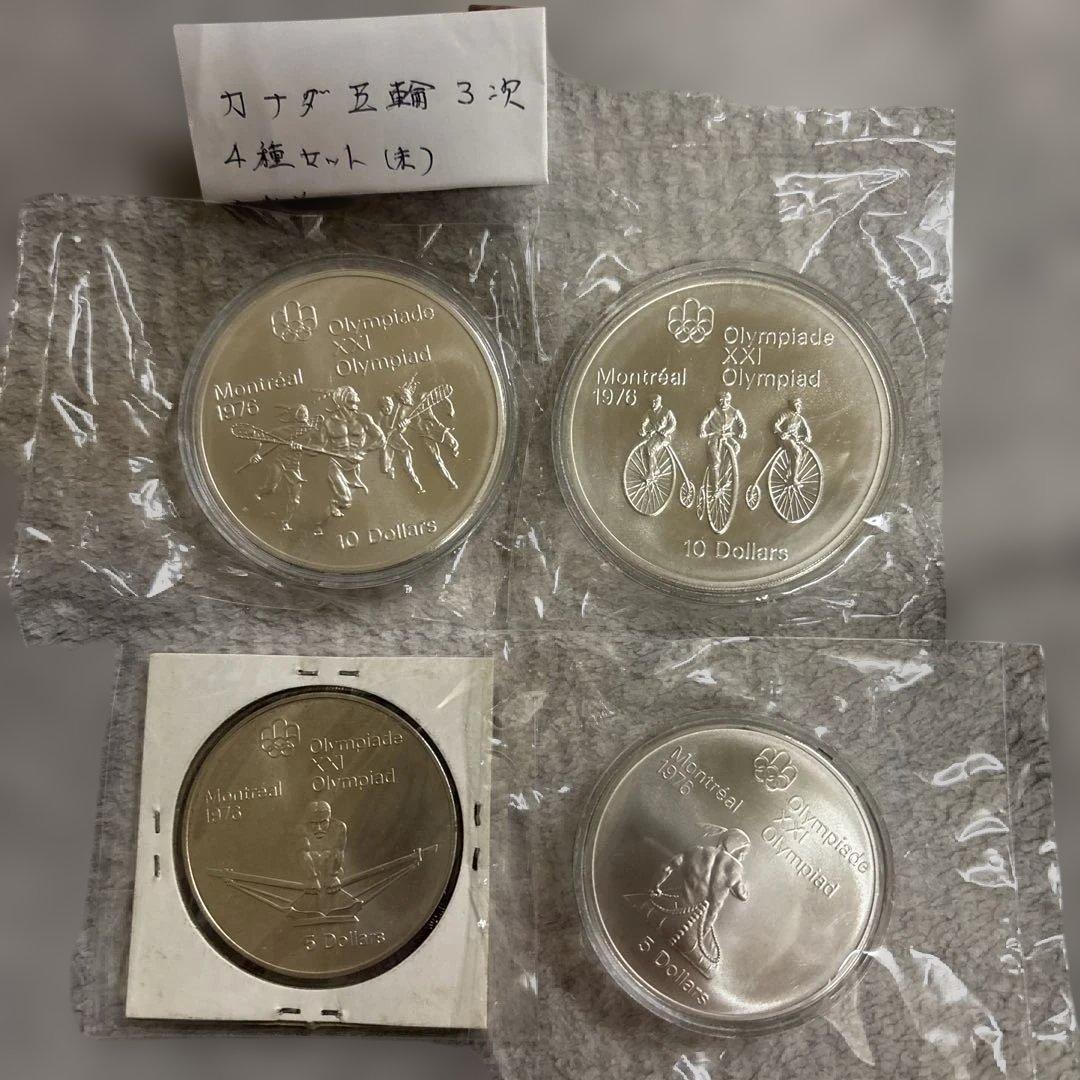 カナダ五輪3次
4種セット(未)
Olympiade
XXI
Olympiad
Montréal
1976
10 Dollars
Olympiade
XXI
Olympiad
Montréal
1976
10 Dollars
Olympiade
XXI
Olympiad
Montréal
1976
5 Dollars
Montréal
1976
Olympiade
XXI
Olympiad
5 Dollars